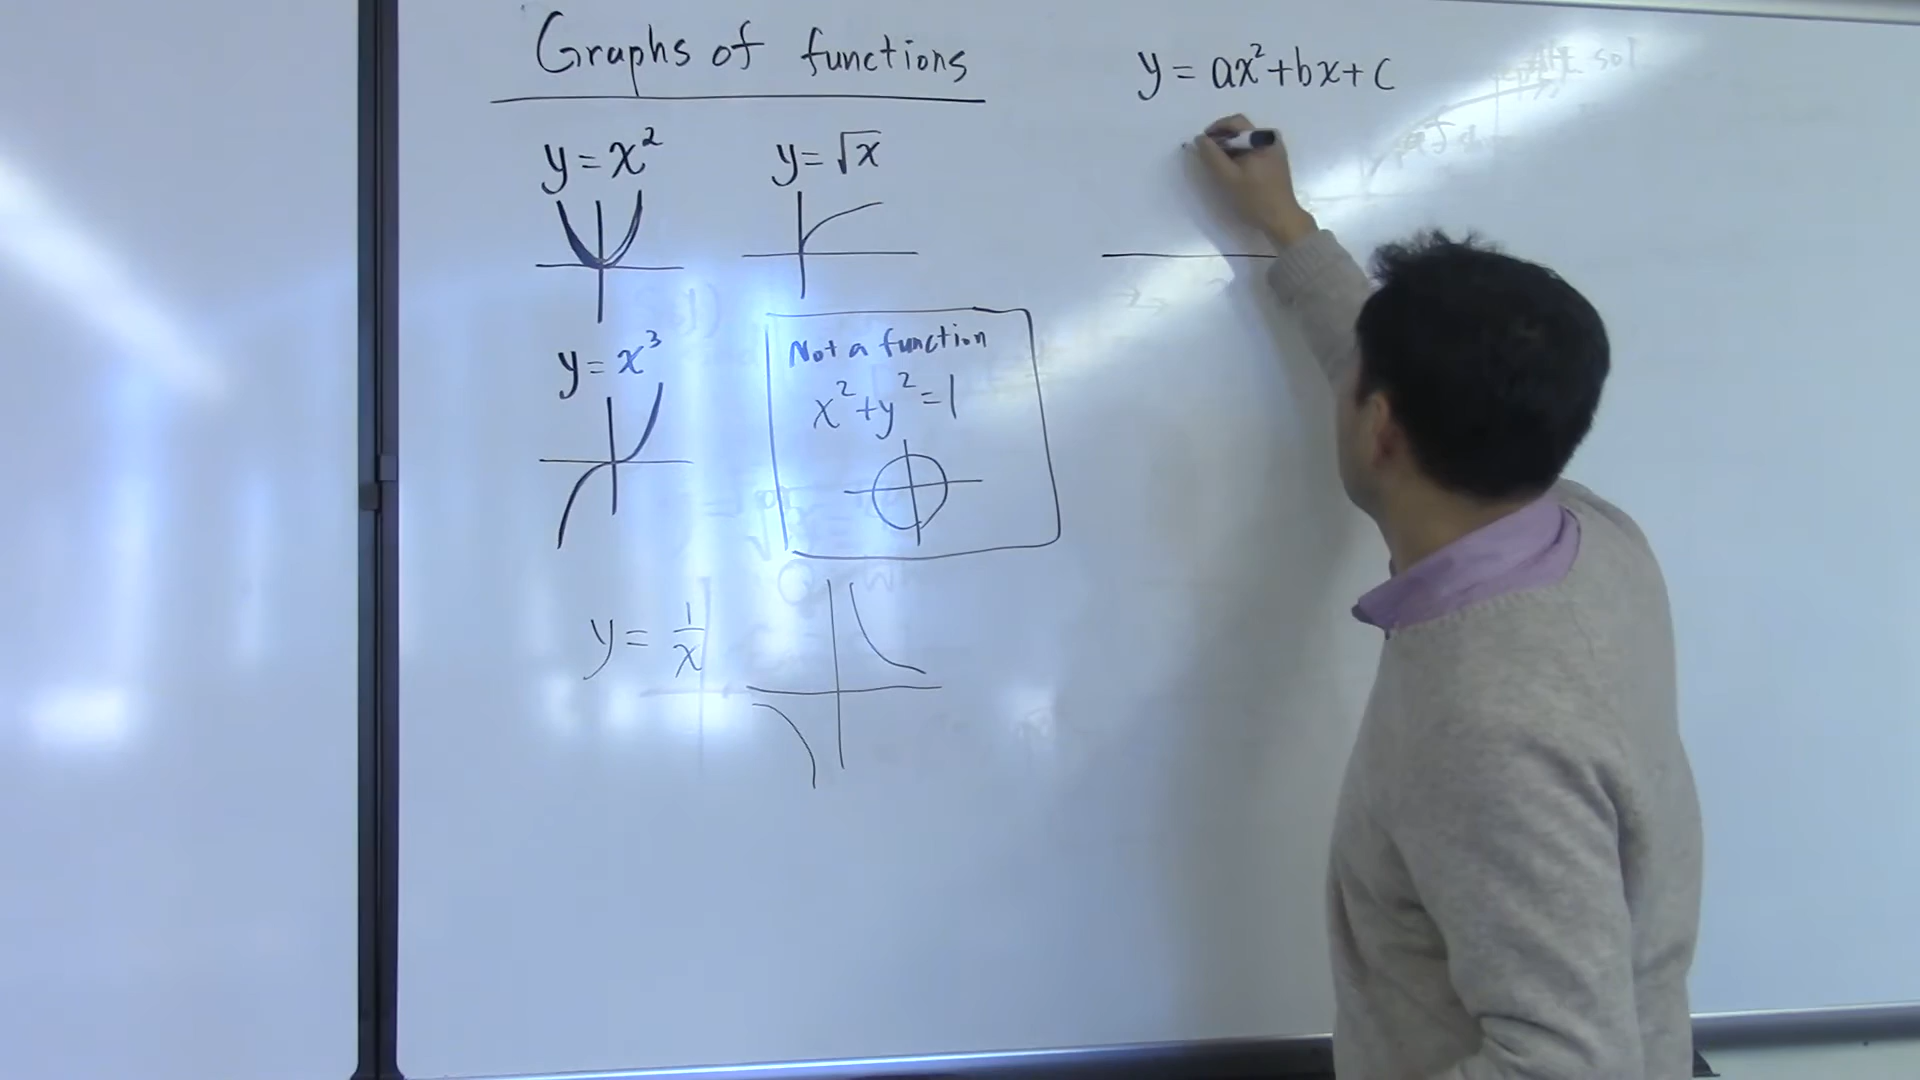 Graphs of functions
y = x²
y = √x
y = x³
Not a function
x² + y² = 1
y = 1/x
y = ax² + bx + c